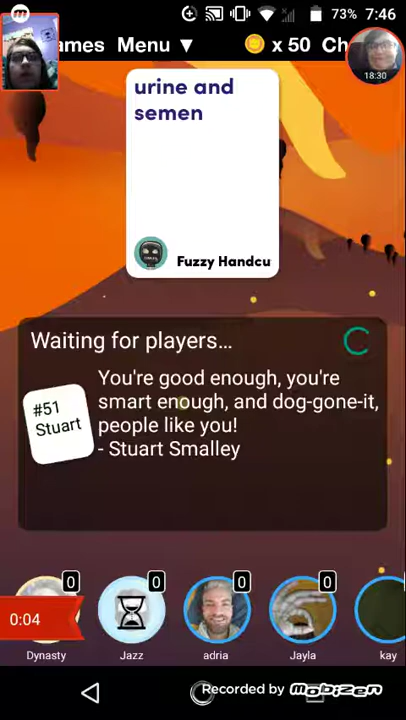 73% 7:46
ames Menu ▼ x 50 Ch
18:30
urine and
semen
Fuzzy Handcu
Waiting for players...
You're good enough, you're
smart enough, and dog-gone-it,
people like you!
- Stuart Smalley
#51
Stuart
0 0 0 0
0:04
Dynasty Jazz adria Jayla kay
Recorded by MOBIZEN